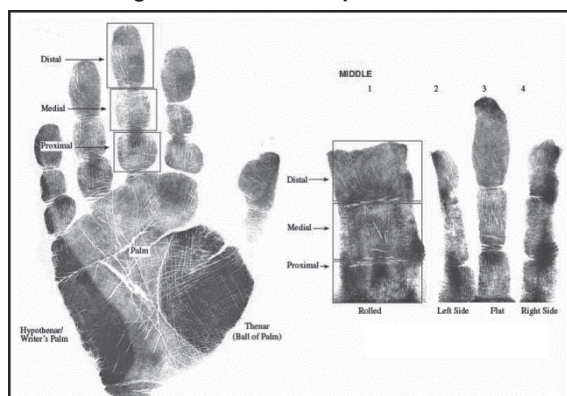 Distal
Medial
Proximal
Palm
Hypothenar/
Writer's Palm
Thenar
(Ball of Palm)
MIDDLE
1 2 3 4
Distal
Medial
Proximal
Rolled Left Side Flat Right Side